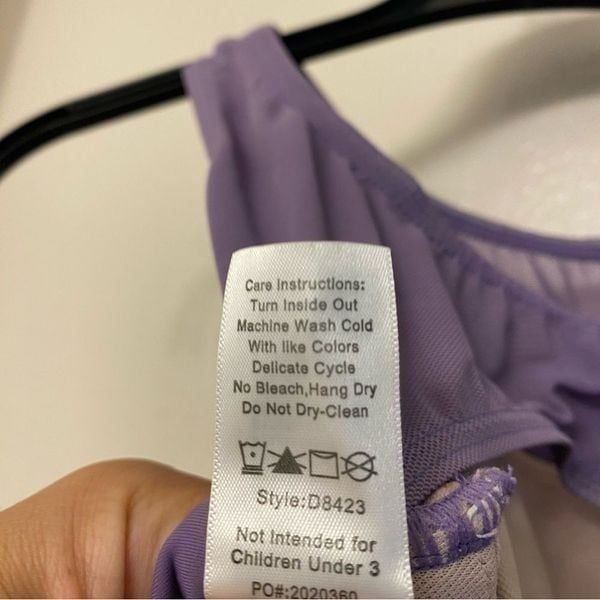 Care Instructions:
Turn Inside Out
Machine Wash Cold
With like Colors
Delicate Cycle
No Bleach,Hang Dry
Do Not Dry-Clean
Style:D8423
Not Intended for
Children Under 3
PO#:2020360